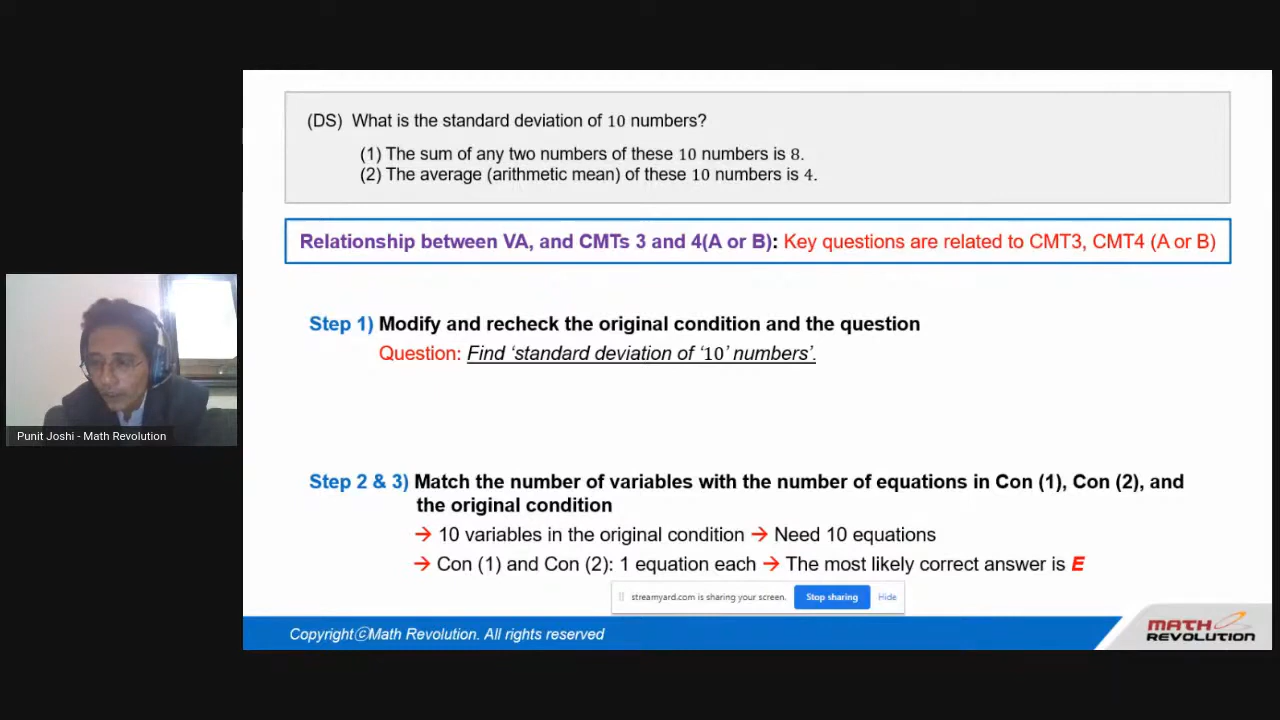 (DS) What is the standard deviation of 10 numbers?
(1) The sum of any two numbers of these 10 numbers is 8.
(2) The average (arithmetic mean) of these 10 numbers is 4.
Relationship between VA, and CMTs 3 and 4(A or B): Key questions are related to CMT3, CMT4 (A or B)
Step 1) Modify and recheck the original condition and the question
Question: Find ‘standard deviation of ‘10’ numbers’.
Punit Joshi - Math Revolution
Step 2 & 3) Match the number of variables with the number of equations in Con (1), Con (2), and
the original condition
→ 10 variables in the original condition → Need 10 equations
→ Con (1) and Con (2): 1 equation each → The most likely correct answer is E
streamyard.com is sharing your screen. Stop sharing Hide
Copyrightⓒ Math Revolution. All rights reserved
MATH
REVOLUTION